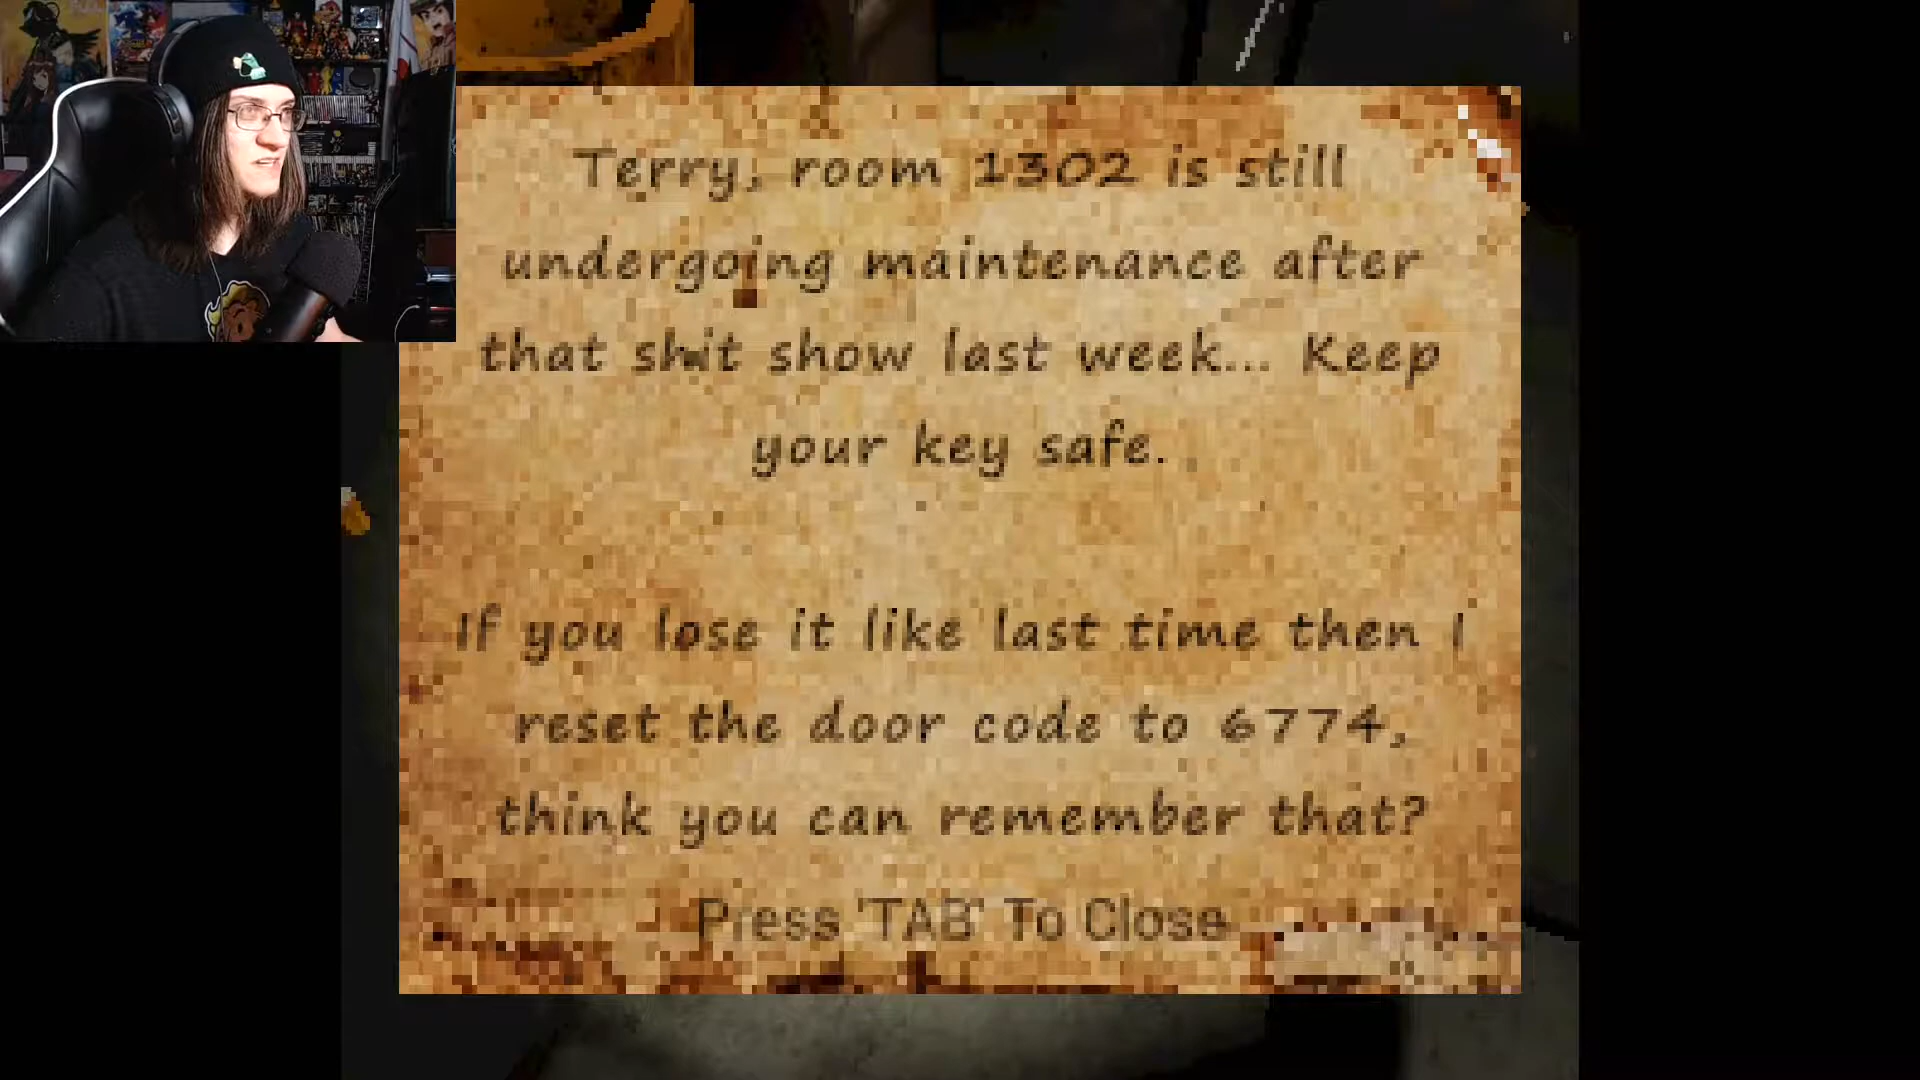 Terry, room 1302 is still
undergoing maintenance after
that shit show last week... Keep
your key safe.
If you lose it like last time then I
reset the door code to 6774,
think you can remember that?
Press 'TAB' To Close